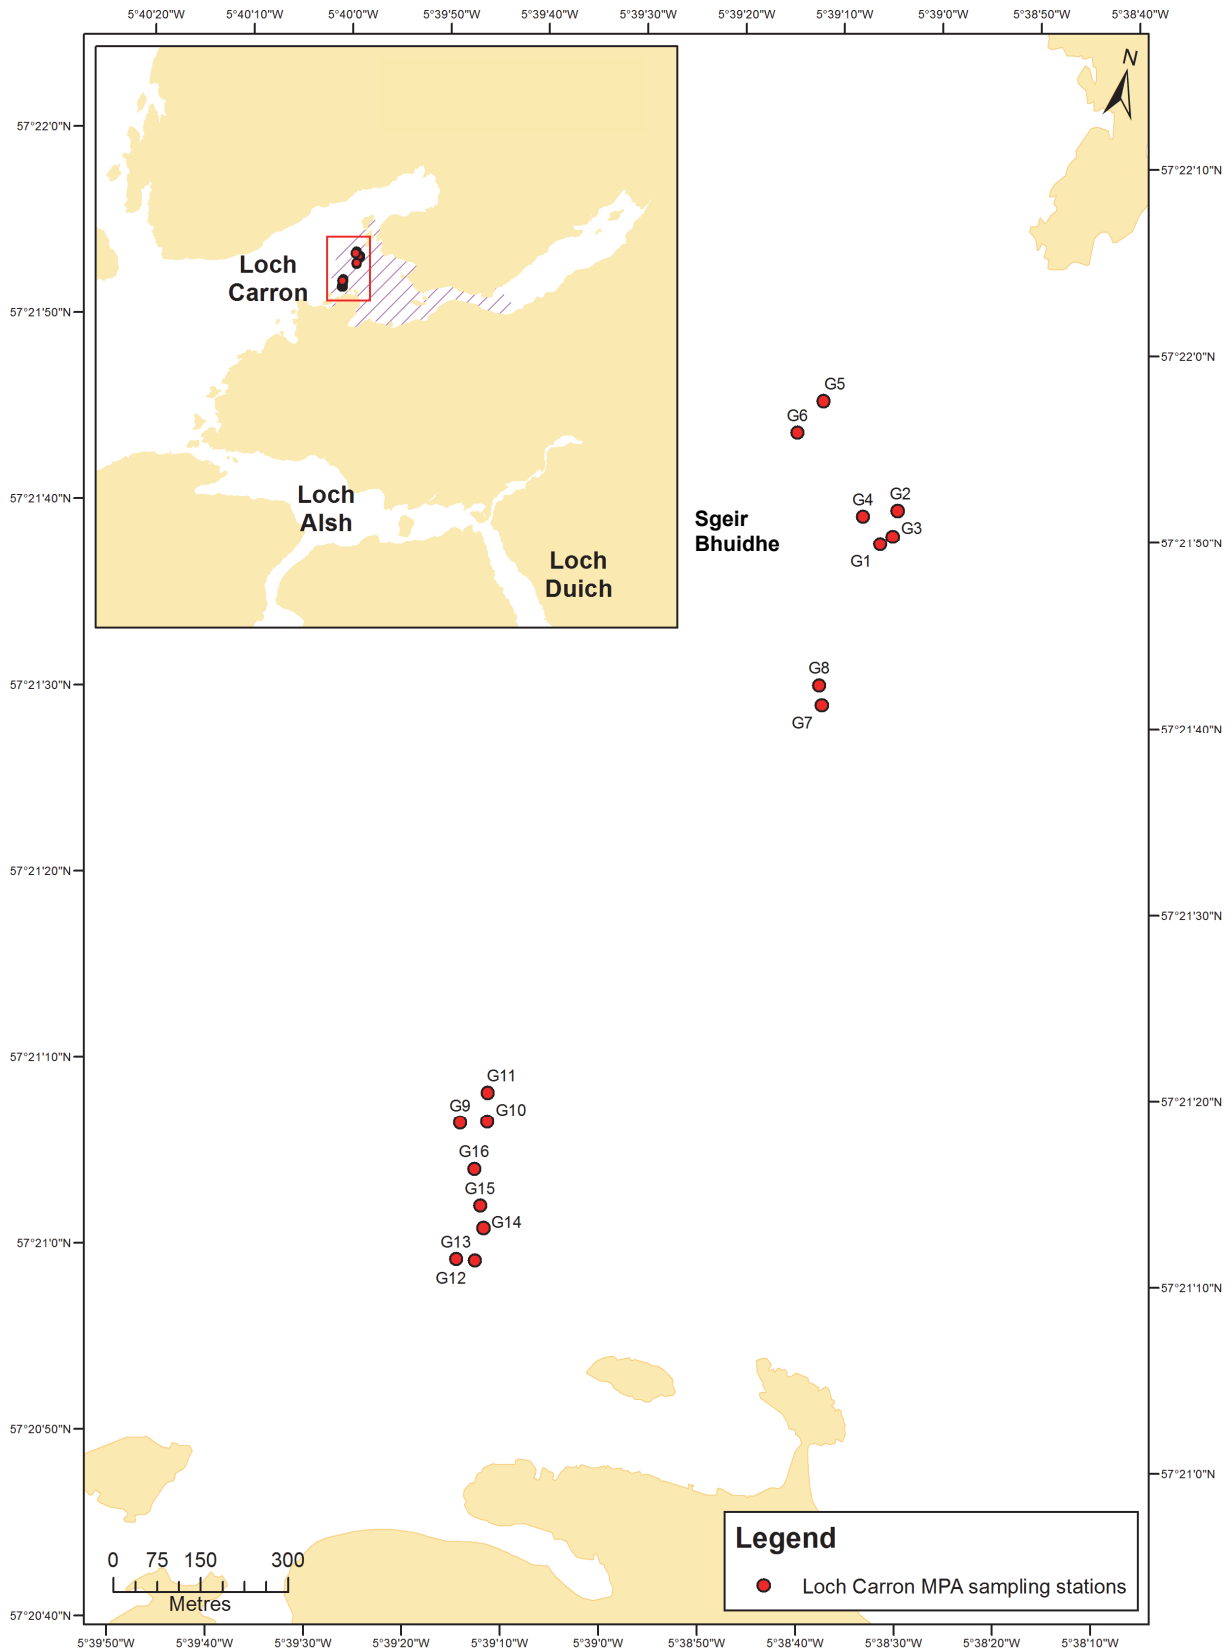 5°40'20"W 5°40'10"W 5°40'0"W 5°39'50"W 5°39'40"W 5°39'30"W 5°39'20"W 5°39'10"W 5°39'0"W 5°38'50"W 5°38'40"W
N
57°22'0"N
57°22'10"N
Loch
Carron
57°21'50"N
57°22'0"N
G5
G6
57°21'40"N
Loch
Alsh
G4 G2
Sgeir
Bhuidhe
G3
G1
57°21'50"N
Loch
Duich
G8
57°21'30"N
G7
57°21'40"N
57°21'20"N
57°21'30"N
57°21'10"N
G11
G9 G10
57°21'20"N
G16
G15
G14
57°21'0"N
G13
G12
57°21'10"N
57°20'50"N
57°21'0"N
Legend
Loch Carron MPA sampling stations
0 75 150 300
Metres
57°20'40"N
5°39'50"W 5°39'40"W 5°39'30"W 5°39'20"W 5°39'10"W 5°39'0"W 5°38'50"W 5°38'40"W 5°38'30"W 5°38'20"W 5°38'10"W